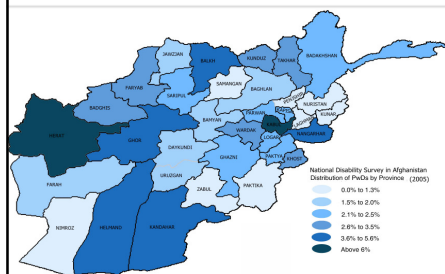 JAWZJAN
BALKH
KUNDUZ
TAKHAR
BADAKHSHAN
FARYAB
SARIPUL
SAMANGAN
BAGHLAN
PANJSHIR
NURISTAN
BADGHIS
KUNAR
KAPISA
LAGHMAN
HERAT
BAMYAN
PARWAN
KABUL
NANGARHAR
GHOR
WARDAK
LOGAR
DAYKUNDI
GHAZNI
PAKTYA
KHOST
FARAH
URUZGAN
PAKTIKA
ZABUL
NIMROZ
HELMAND
KANDAHAR
National Disability Survey in Afghanistan
Distribution of PwDs by Province (2005)
0.0% to 1.3%
1.5% to 2.0%
2.1% to 2.5%
2.6% to 3.5%
3.6% to 5.6%
Above 6%